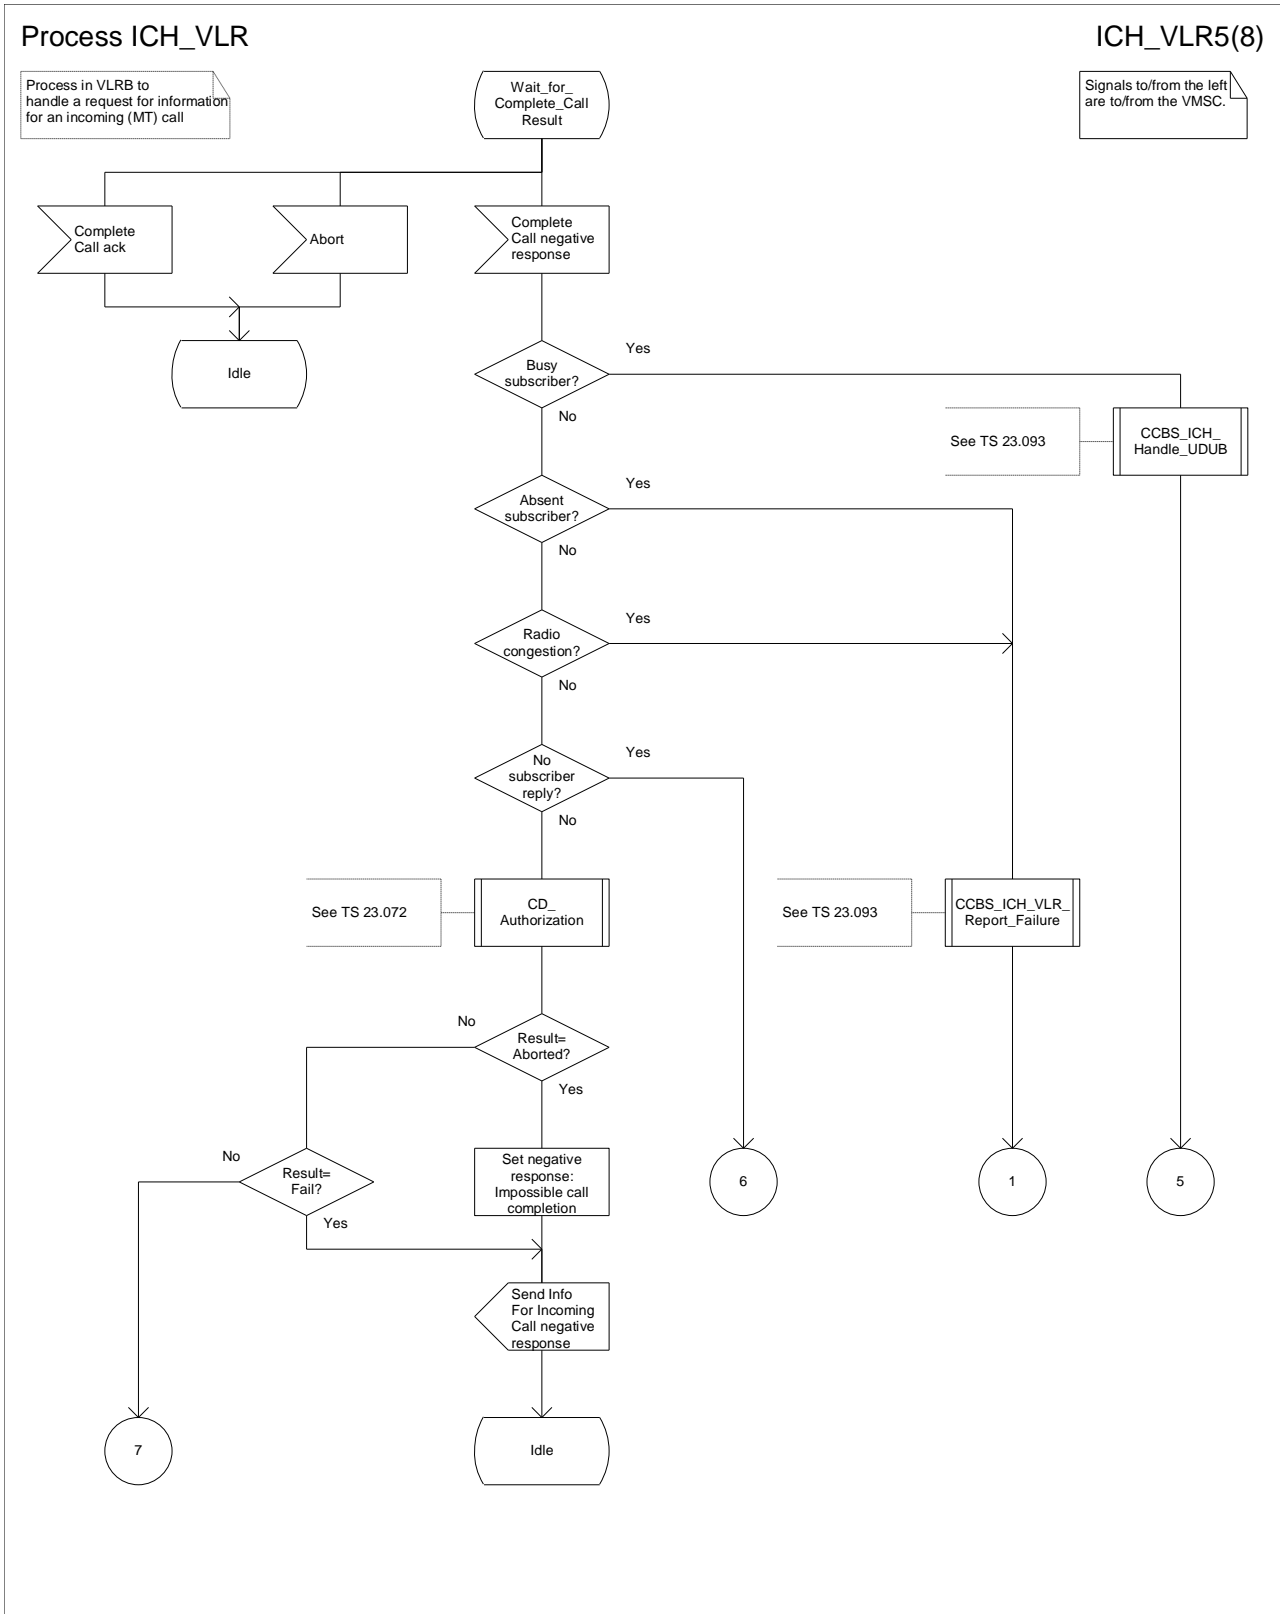 Process ICH_VLR
ICH_VLR5(8)
Process in VLRB to
handle a request for information
for an incoming (MT) call
Wait_for_
Complete_Call
Result
Signals to/from the left
are to/from the VMSC.
Complete
Call ack
Abort
Complete
Call negative
response
Idle
Busy
subscriber?
Yes
No
See TS 23.093
CCBS_ICH_
Handle_UDUB
Absent
subscriber?
Yes
No
Radio
congestion?
Yes
No
No
subscriber
reply?
Yes
No
See TS 23.072
CD_
Authorization
See TS 23.093
CCBS_ICH_VLR_
Report_Failure
No
Result=
Aborted?
Yes
No
Result=
Fail?
Yes
Set negative
response:
Impossible call
completion
6
1
5
Send Info
For Incoming
Call negative
response
7
Idle